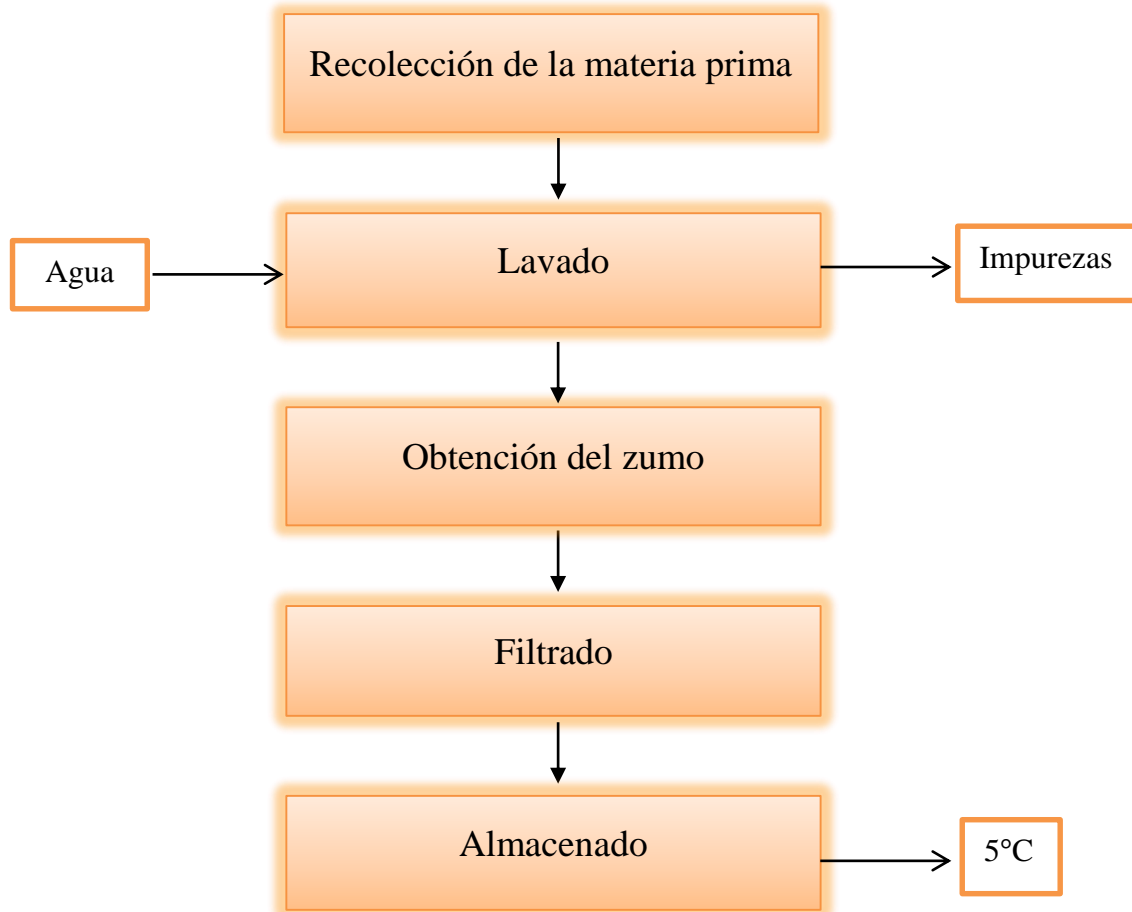 Recolección de la materia prima
Agua
Lavado
Impurezas
Obtención del zumo
Filtrado
Almacenado
5°C